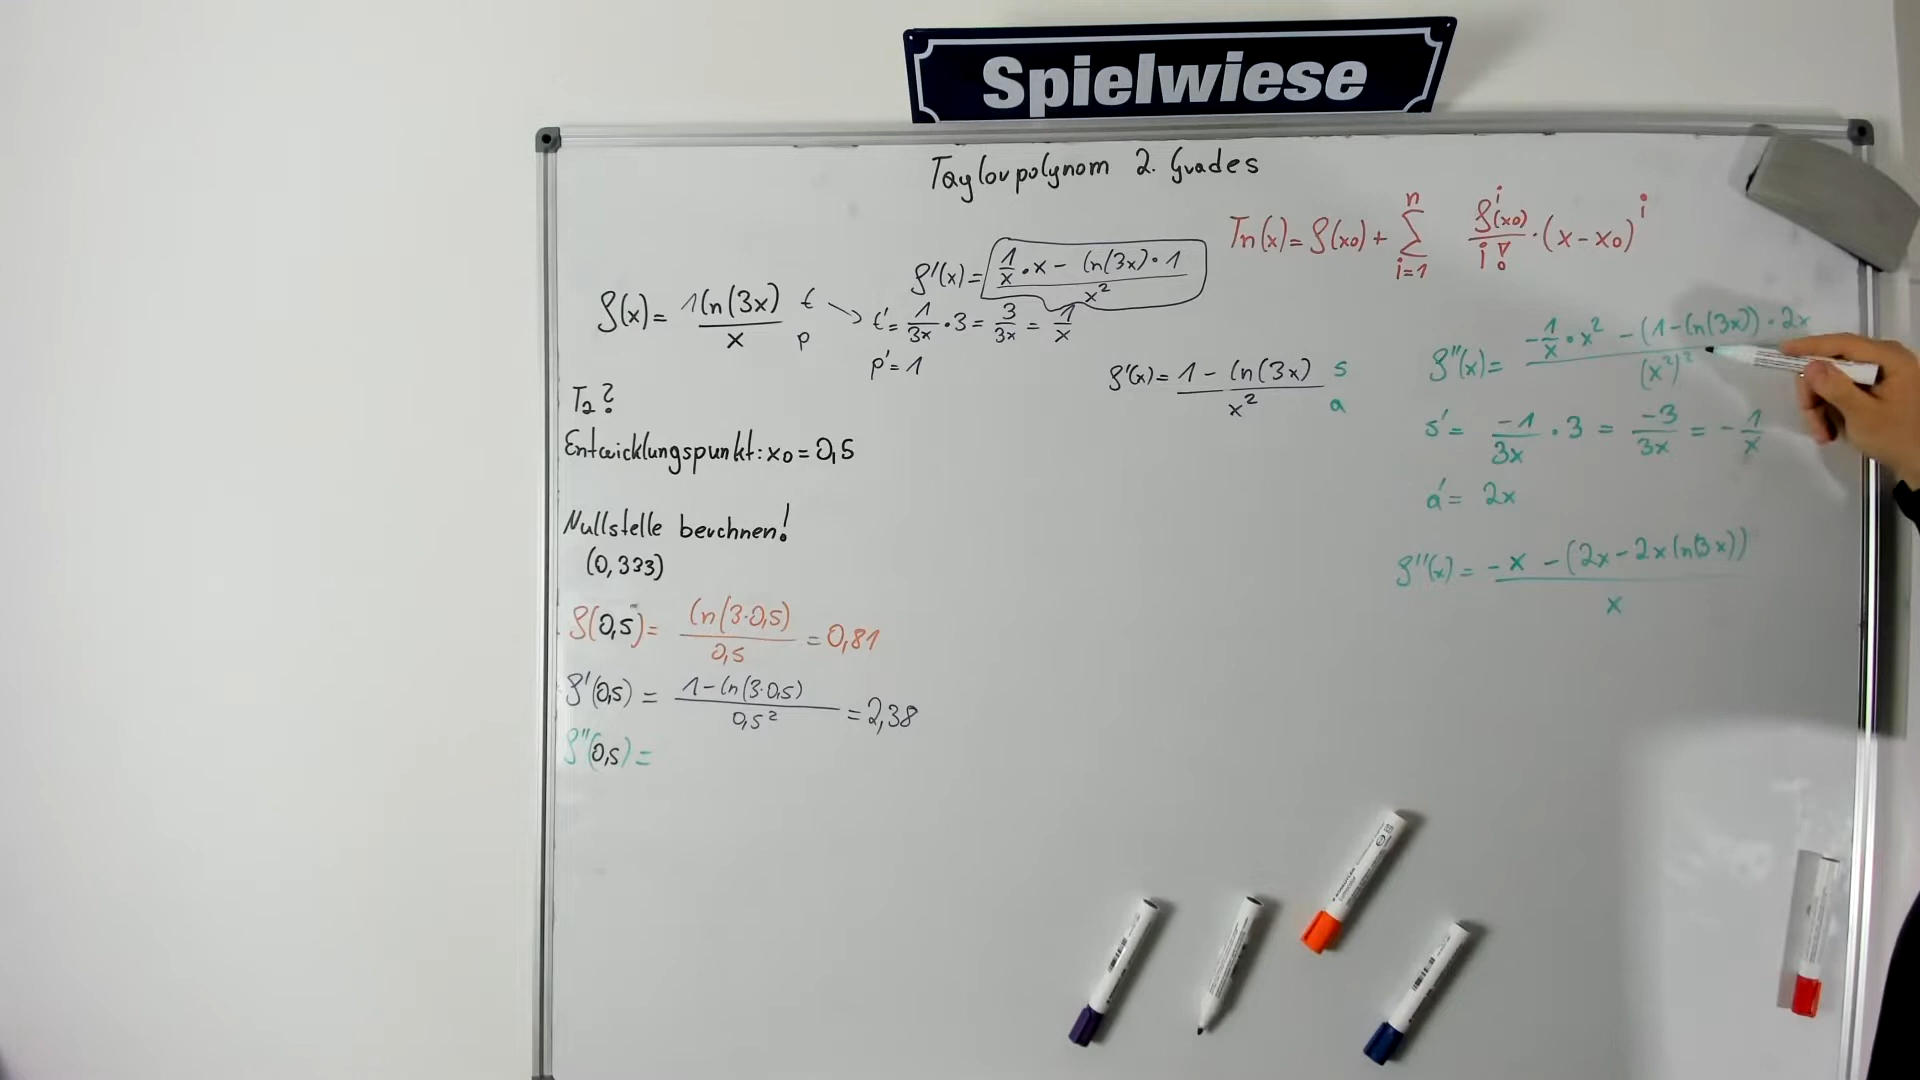 Spielwiese
Taylorpolynom 2. Grades
Tn(x) = f(x0) + Σ_{i=1}^{n} f^i(x0)/i! · (x-x0)^i
f'(x) = (1/x · x - ln(3x) · 1)/x²
f(x) = 1ln(3x)/x t p
t' = 1/3x · 3 = 3/3x = 1/x
p' = 1
f'(x) = (1 - ln(3x))/x² s a
f''(x) = (-1/x · x² - (1-ln(3x)) · 2x)/(x²)²
s' = -1/3x · 3 = -3/3x = -1/x
a' = 2x
f''(x) = (-x - (2x-2x ln(3x)))/x
T2?
Entwicklungspunkt: x0 = 0,5
Nullstelle berchnen!
(0,333)
f(0,5) = ln(3·0,5)/0,5 = 0,81
f'(0,5) = (1-ln(3·0,5))/0,5² = 2,38
f''(0,5) =